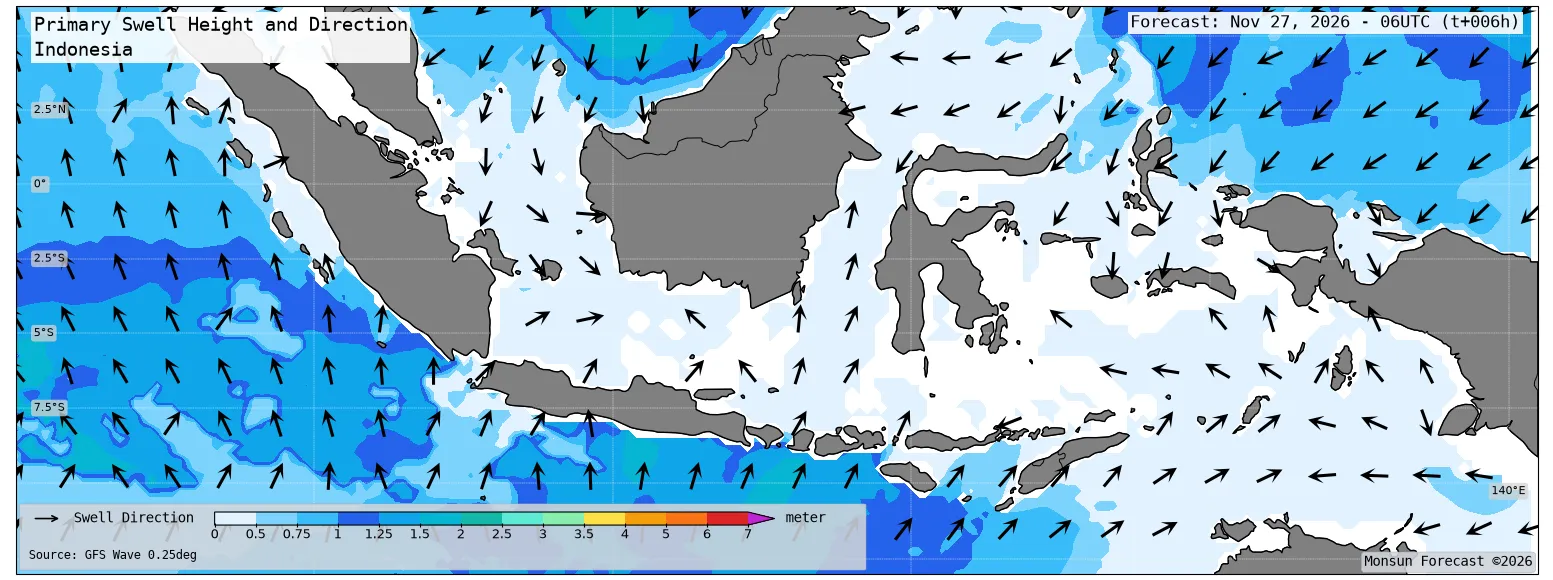 Primary Swell Height and Direction
Indonesia
Forecast: Nov 27, 2026 - 06UTC (t+006h)
2.5°N
0°
2.5°S
5°S
7.5°S
140°E
Swell Direction
0 0.5 0.75 1 1.25 1.5 2 2.5 3 3.5 4 5 6 7
meter
Source: GFS Wave 0.25deg
Monsun Forecast ©2026